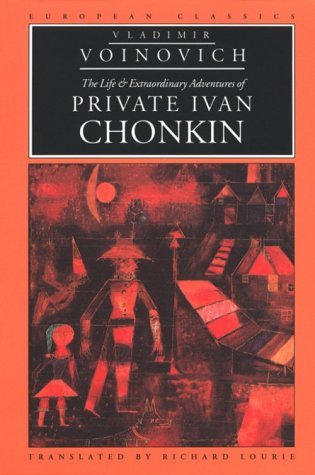 EUROPEAN CLASSICS
VLADIMIR
VOINOVICH
The Life & Extraordinary Adventures of
PRIVATE IVAN
CHONKIN
TRANSLATED BY RICHARD LOURIE